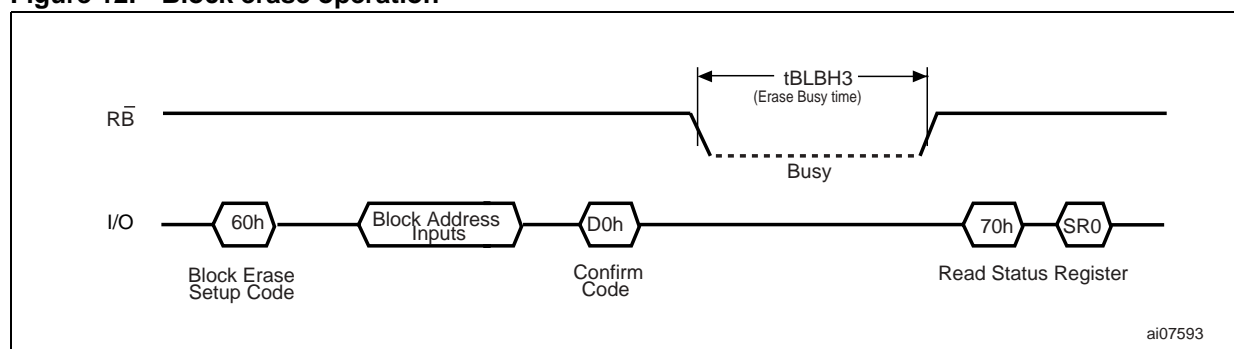 Figure 12. Block erase operation
tBLBH3
(Erase Busy time)
RB̅
Busy
I/O
60h
Block Address
Inputs
D0h
70h
SR0
Block Erase
Setup Code
Confirm
Code
Read Status Register
ai07593